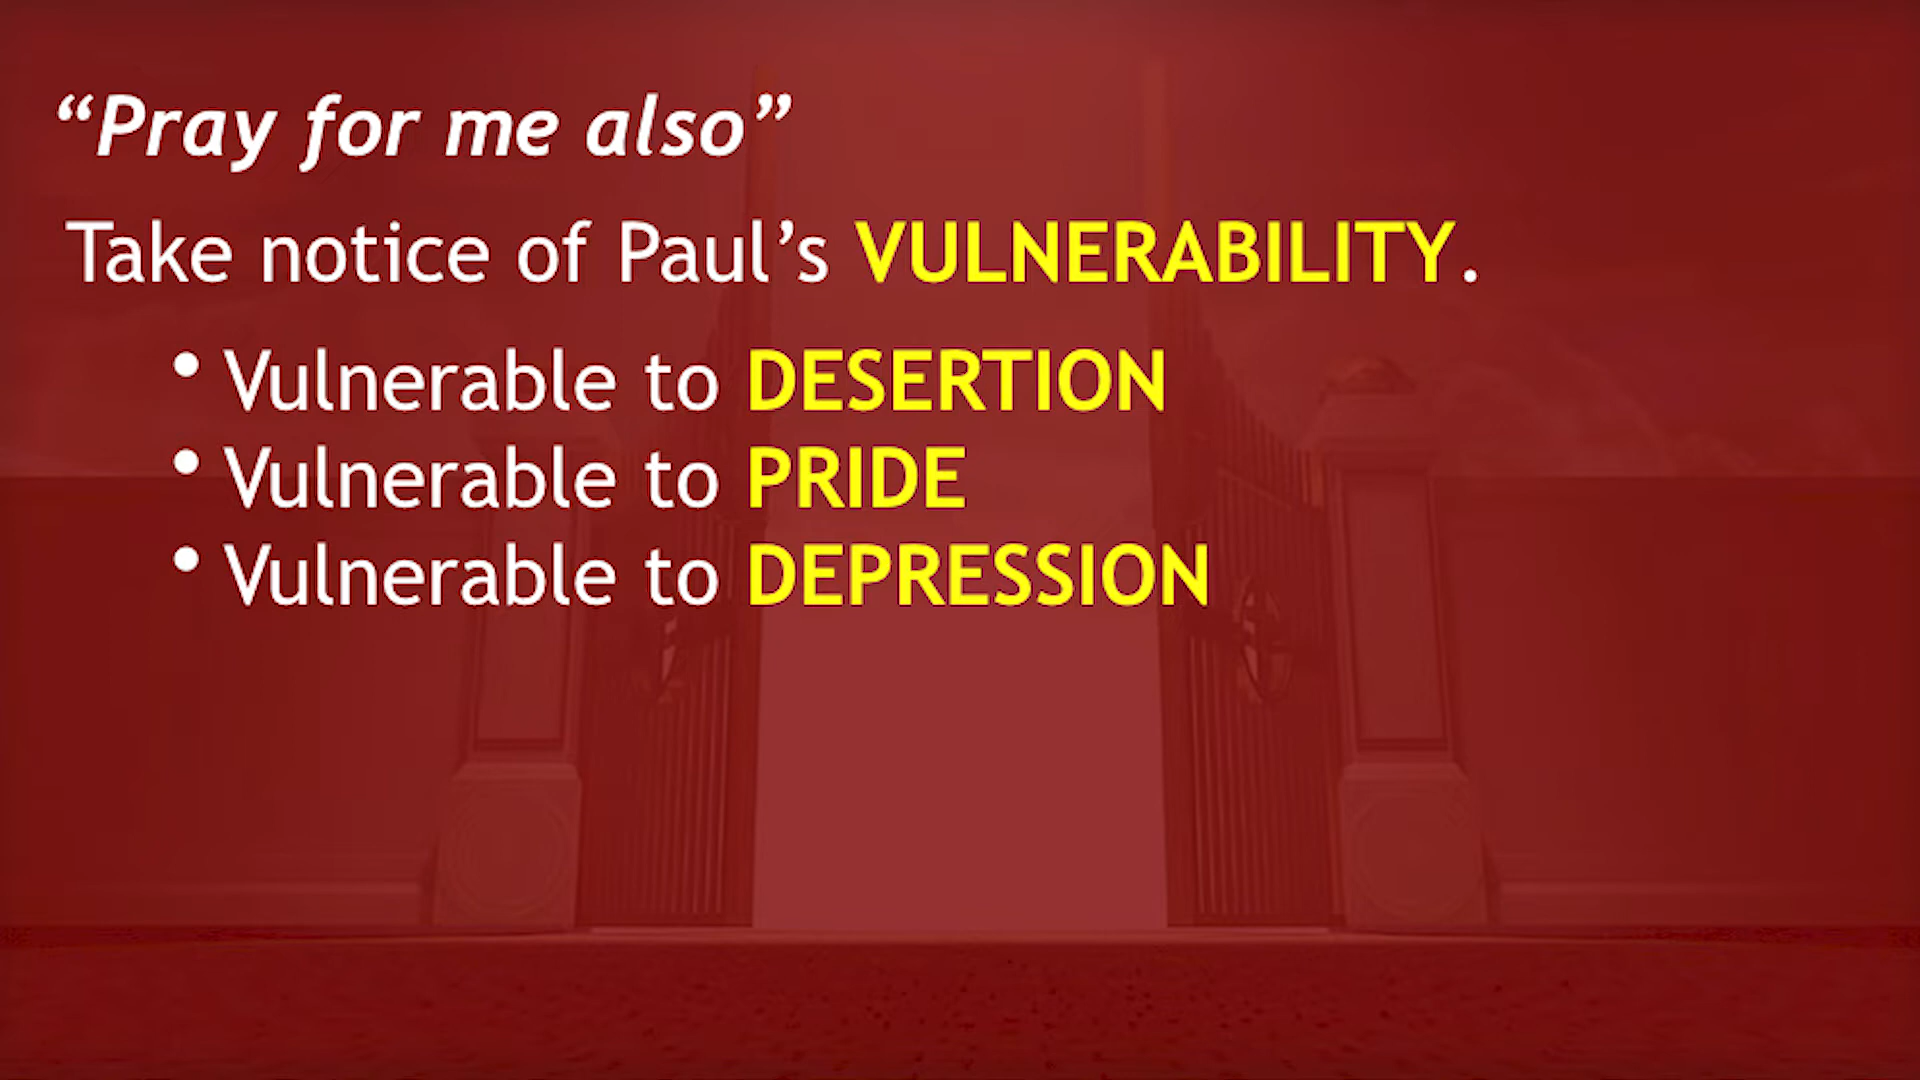 “Pray for me also”
Take notice of Paul’s VULNERABILITY.
• Vulnerable to DESERTION
• Vulnerable to PRIDE
• Vulnerable to DEPRESSION